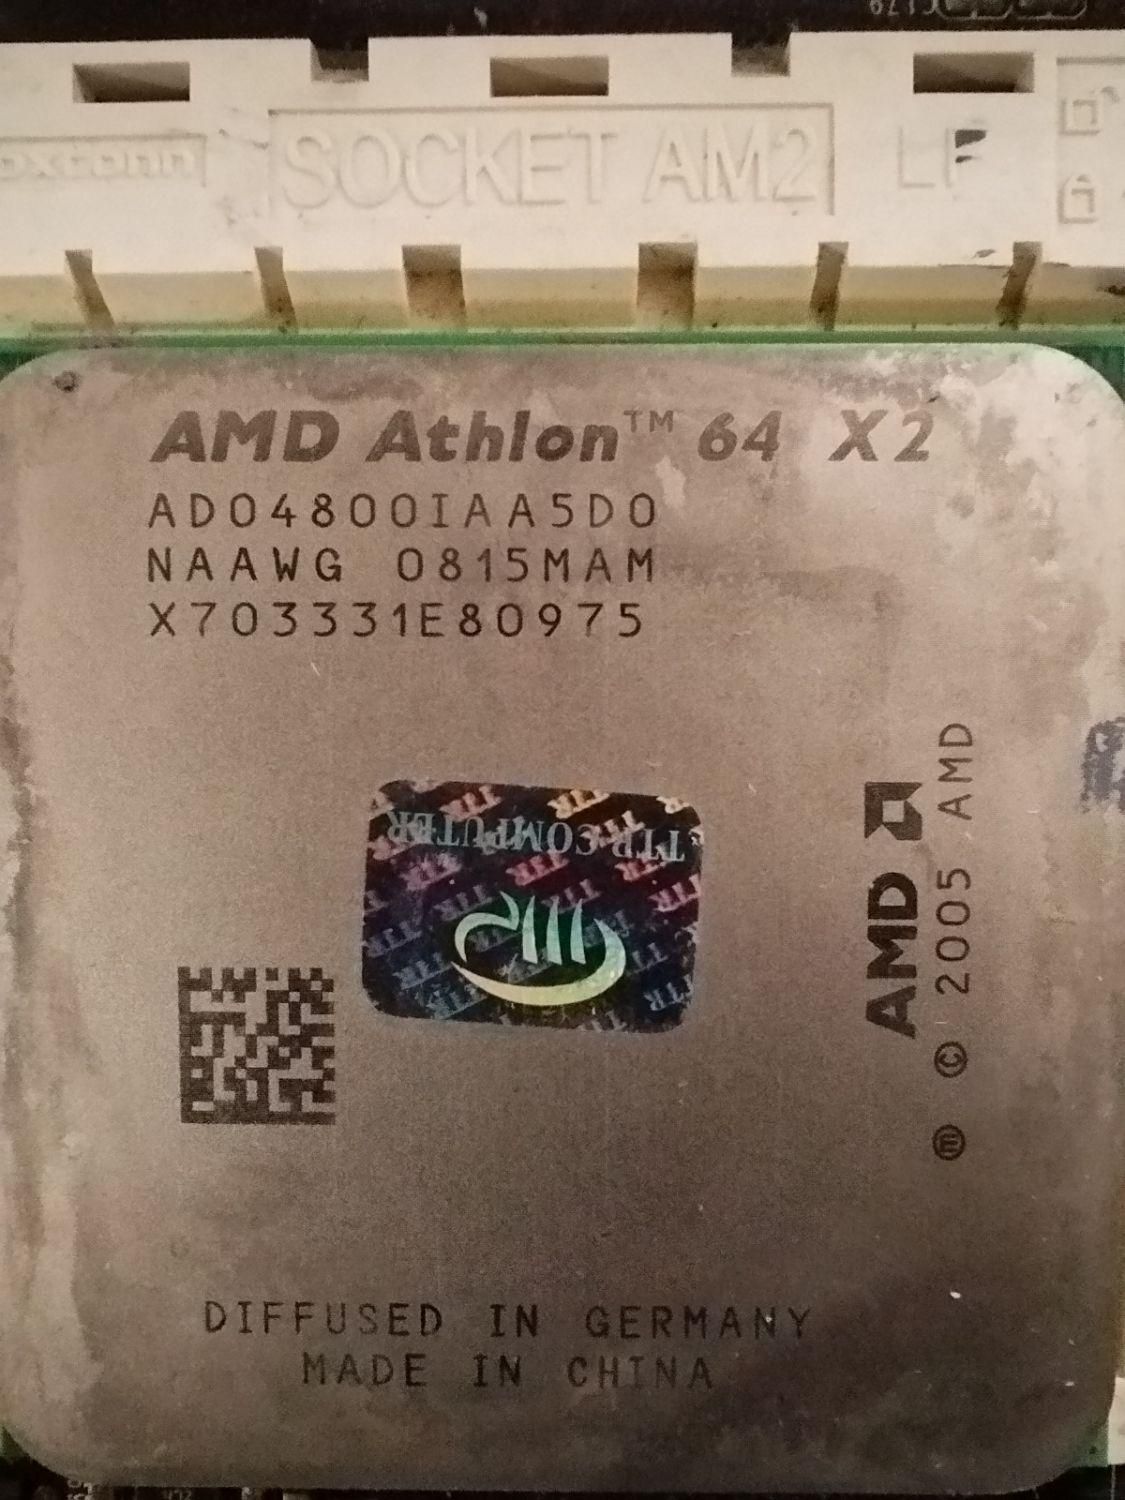 SOCKET AM2
LF
AMD Athlon™ 64 X2
ADO4800IAA5DO
NAAWG 0815MAM
X703331E80975
TTR COMPUTER
AMD
ⓜ © 2005 AMD
DIFFUSED IN GERMANY
MADE IN CHINA